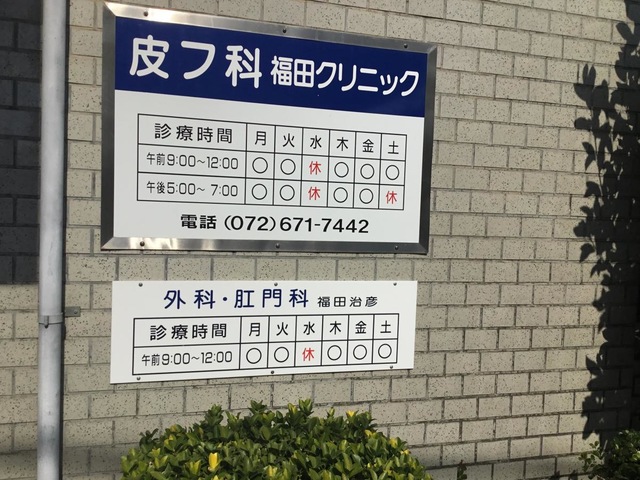 皮フ科 福田クリニック
診療時間 月 火 水 木 金 土
午前9:00〜12:00 ○ ○ 休 ○ ○ ○
午後5:00〜 7:00 ○ ○ 休 ○ ○ 休
電話 (072)671-7442
外科・肛門科 福田治彦
診療時間 月 火 水 木 金 土
午前9:00〜12:00 ○ ○ 休 ○ ○ ○